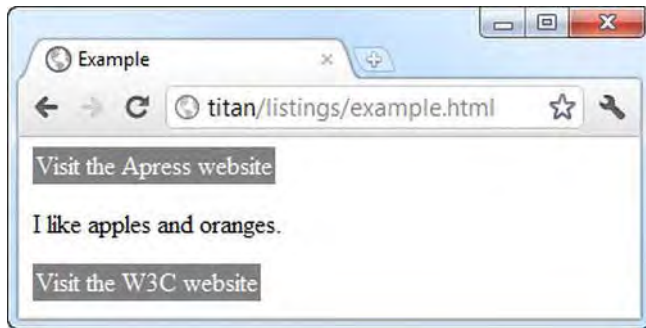 Example
titan/listings/example.html
Visit the Apress website
I like apples and oranges.
Visit the W3C website